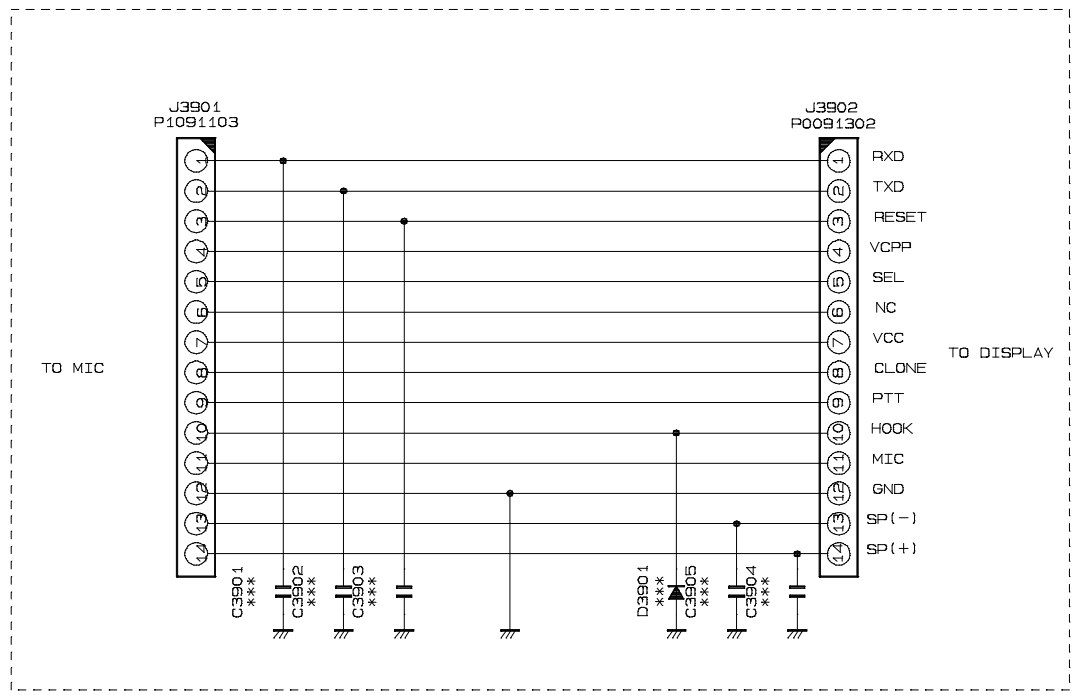 J3901
P1091103
J3902
P0091302
1
2
3
4
5
6
7
8
9
10
11
12
13
14
1
2
3
4
5
6
7
8
9
10
11
12
13
14
RXD
TXD
RESET
VCPP
SEL
NC
VCC
CLONE
PTT
HOOK
MIC
GND
SP(-)
SP(+)
TO MIC
TO DISPLAY
C3901
***
C3902
***
C3903
***
D3901
***
C3905
***
C3904
***